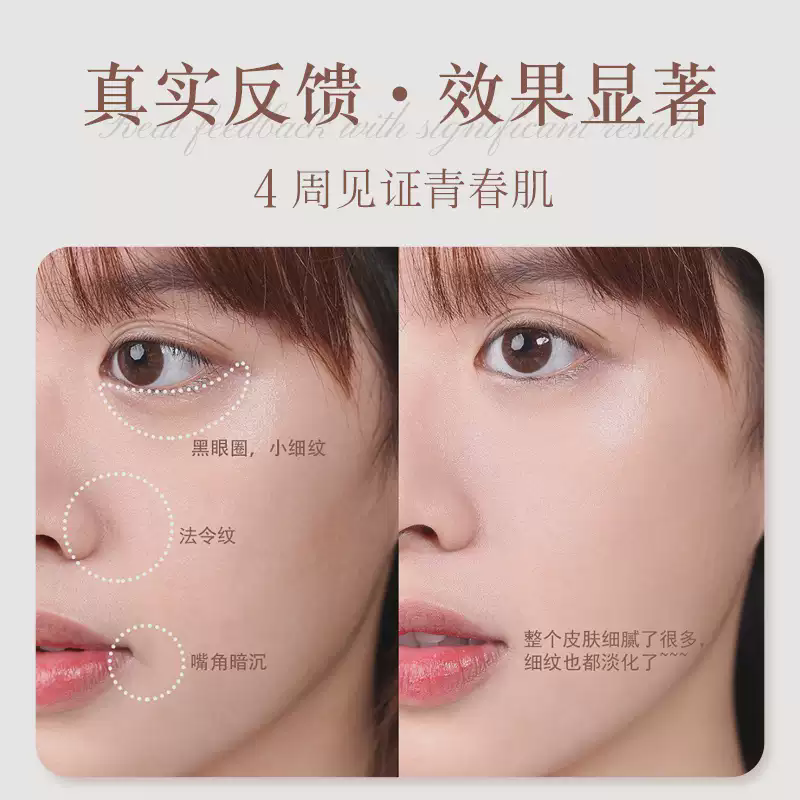 真实反馈·效果显著
Real feedback with significant results
4周见证青春肌
黑眼圈，小细纹
法令纹
嘴角暗沉
整个皮肤细腻了很多，
细纹也都淡化了~~~